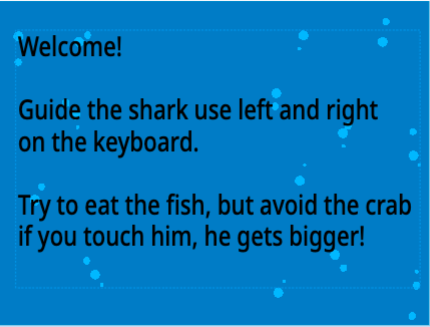 Welcome!
Guide the shark use left and right
on the keyboard.
Try to eat the fish, but avoid the crab
if you touch him, he gets bigger!